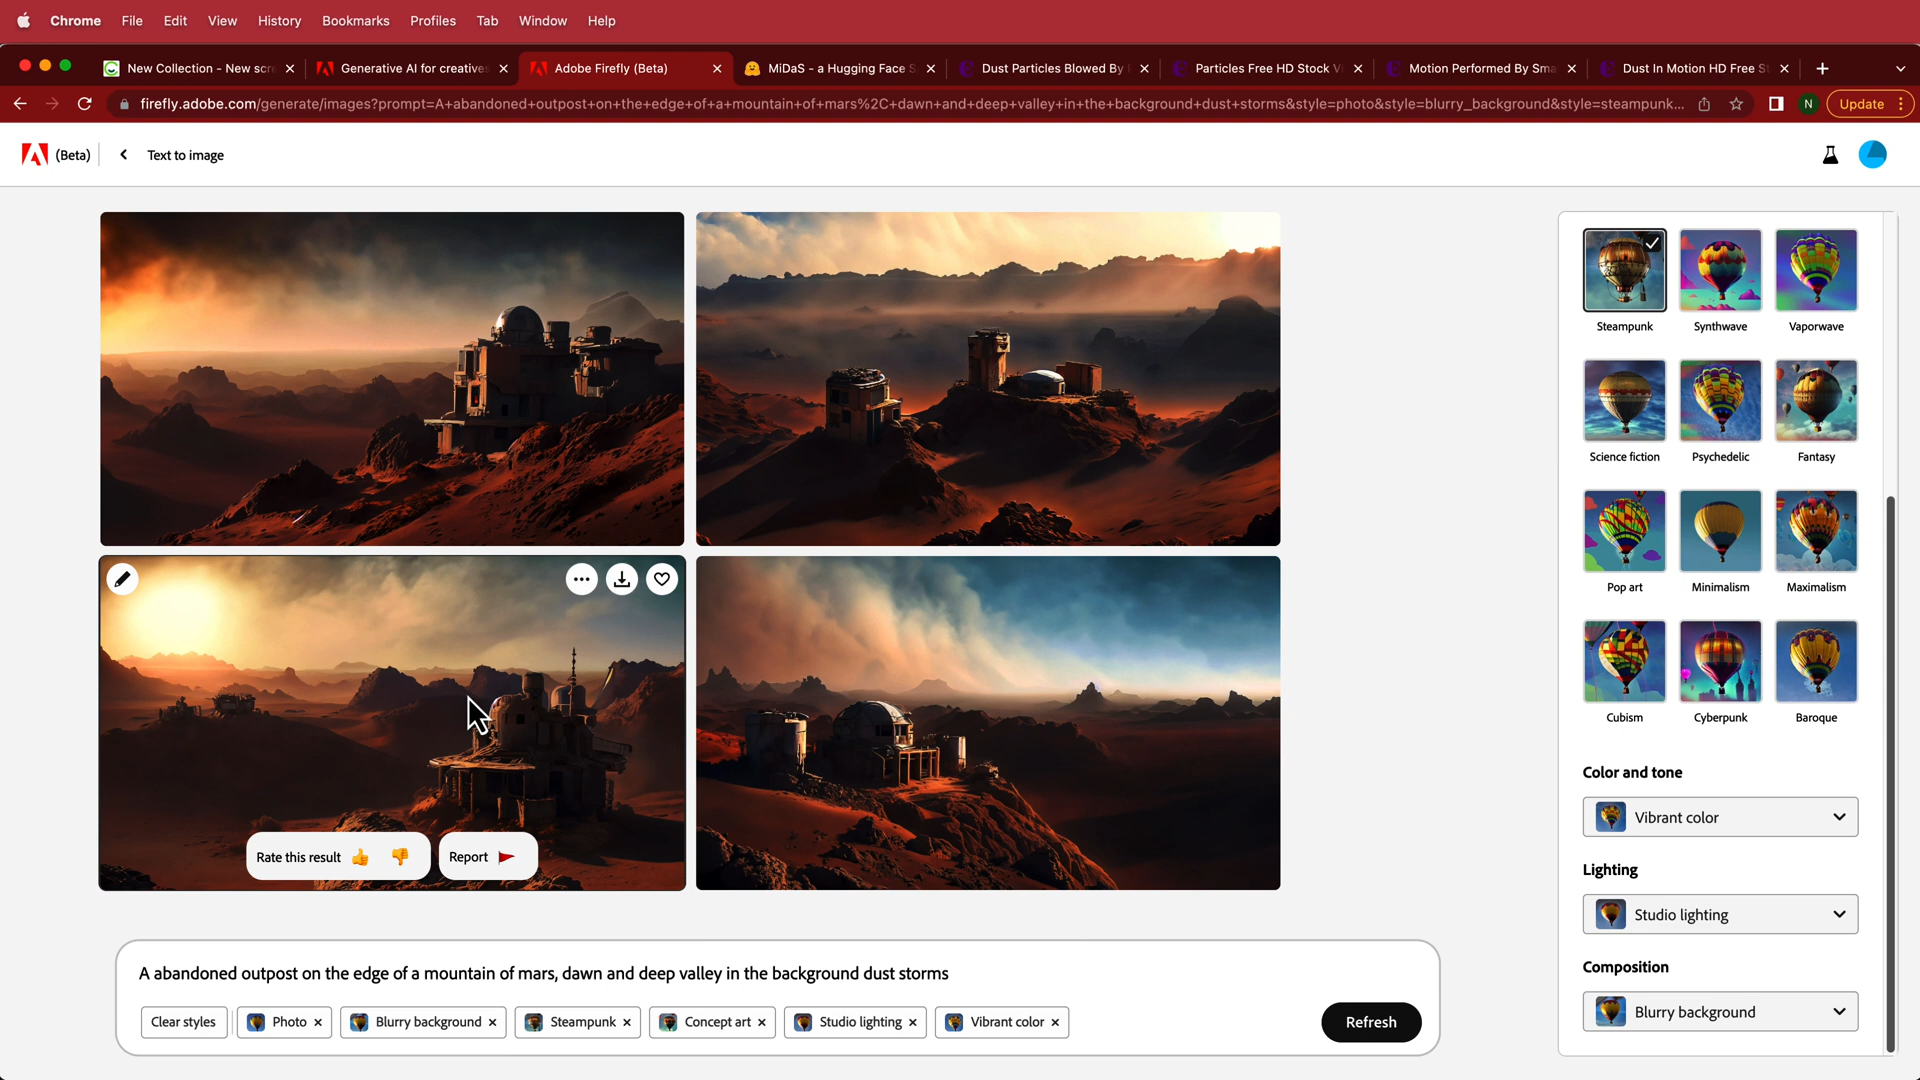 Chrome File Edit View History Bookmarks Profiles Tab Window Help
New Collection - New scre
Generative AI for creatives
Adobe Firefly (Beta)
MiDaS - a Hugging Face S
Dust Particles Blowed By
Particles Free HD Stock Vi
Motion Performed By Sma
Dust In Motion HD Free St
firefly.adobe.com/generate/images?prompt=A+abandoned+outpost+on+the+edge+of+a+mountain+of+mars%2C+dawn+and+deep+valley+in+the+background+dust+storms&style=photo&style=blurry_background&style=steampunk...
N
Update
(Beta)
Text to image
Steampunk Synthwave Vaporwave
Science fiction Psychedelic Fantasy
Pop art Minimalism Maximalism
Cubism Cyberpunk Baroque
Color and tone
Vibrant color
Lighting
Studio lighting
Composition
Blurry background
Rate this result
Report
A abandoned outpost on the edge of a mountain of mars, dawn and deep valley in the background dust storms
Clear styles Photo Blurry background Steampunk Concept art Studio lighting Vibrant color
Refresh